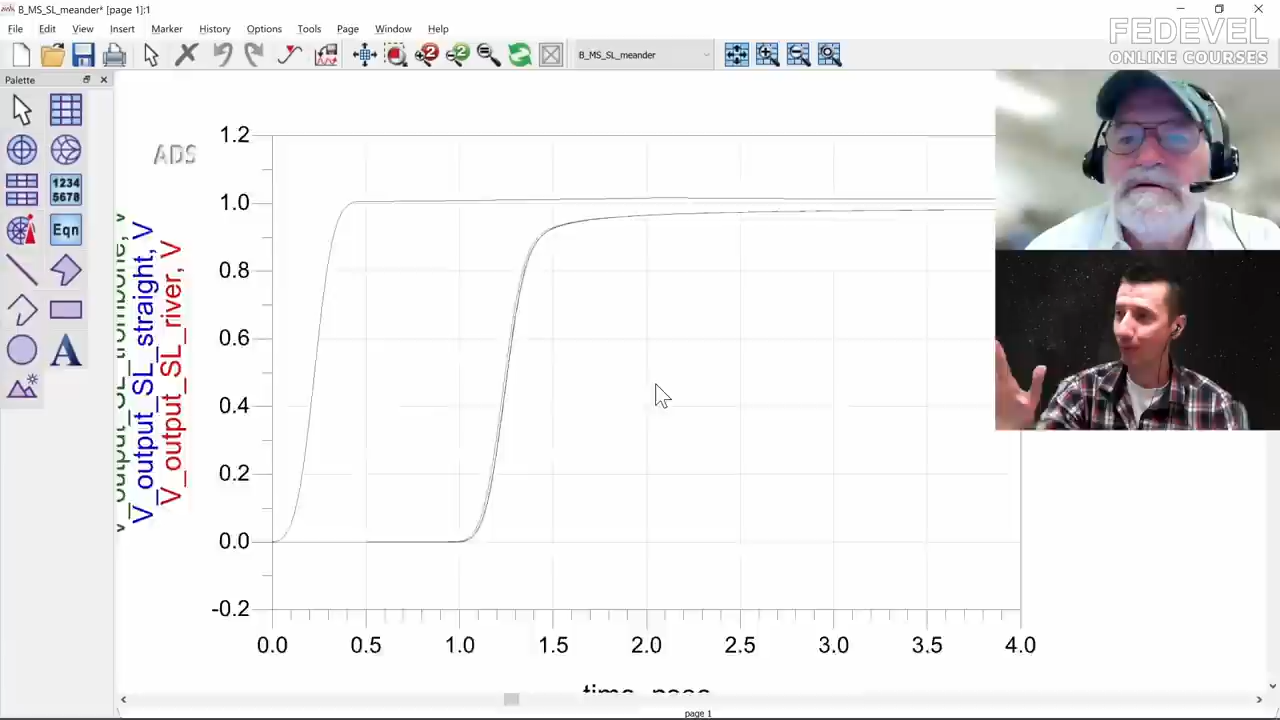 B_MS_SL_meander* [page 1]:1
File Edit View Insert Marker History Options Tools Page Window Help
B_MS_SL_meander
FEDEVEL
ONLINE COURSES
Palette
1234
5678
Eqn
A
ADS
V_output_SL_trombone, V
V_output_SL_straight, V
V_output_SL_river, V
1.2
1.0
0.8
0.6
0.4
0.2
0.0
-0.2
0.0 0.5 1.0 1.5 2.0 2.5 3.0 3.5 4.0
page 1